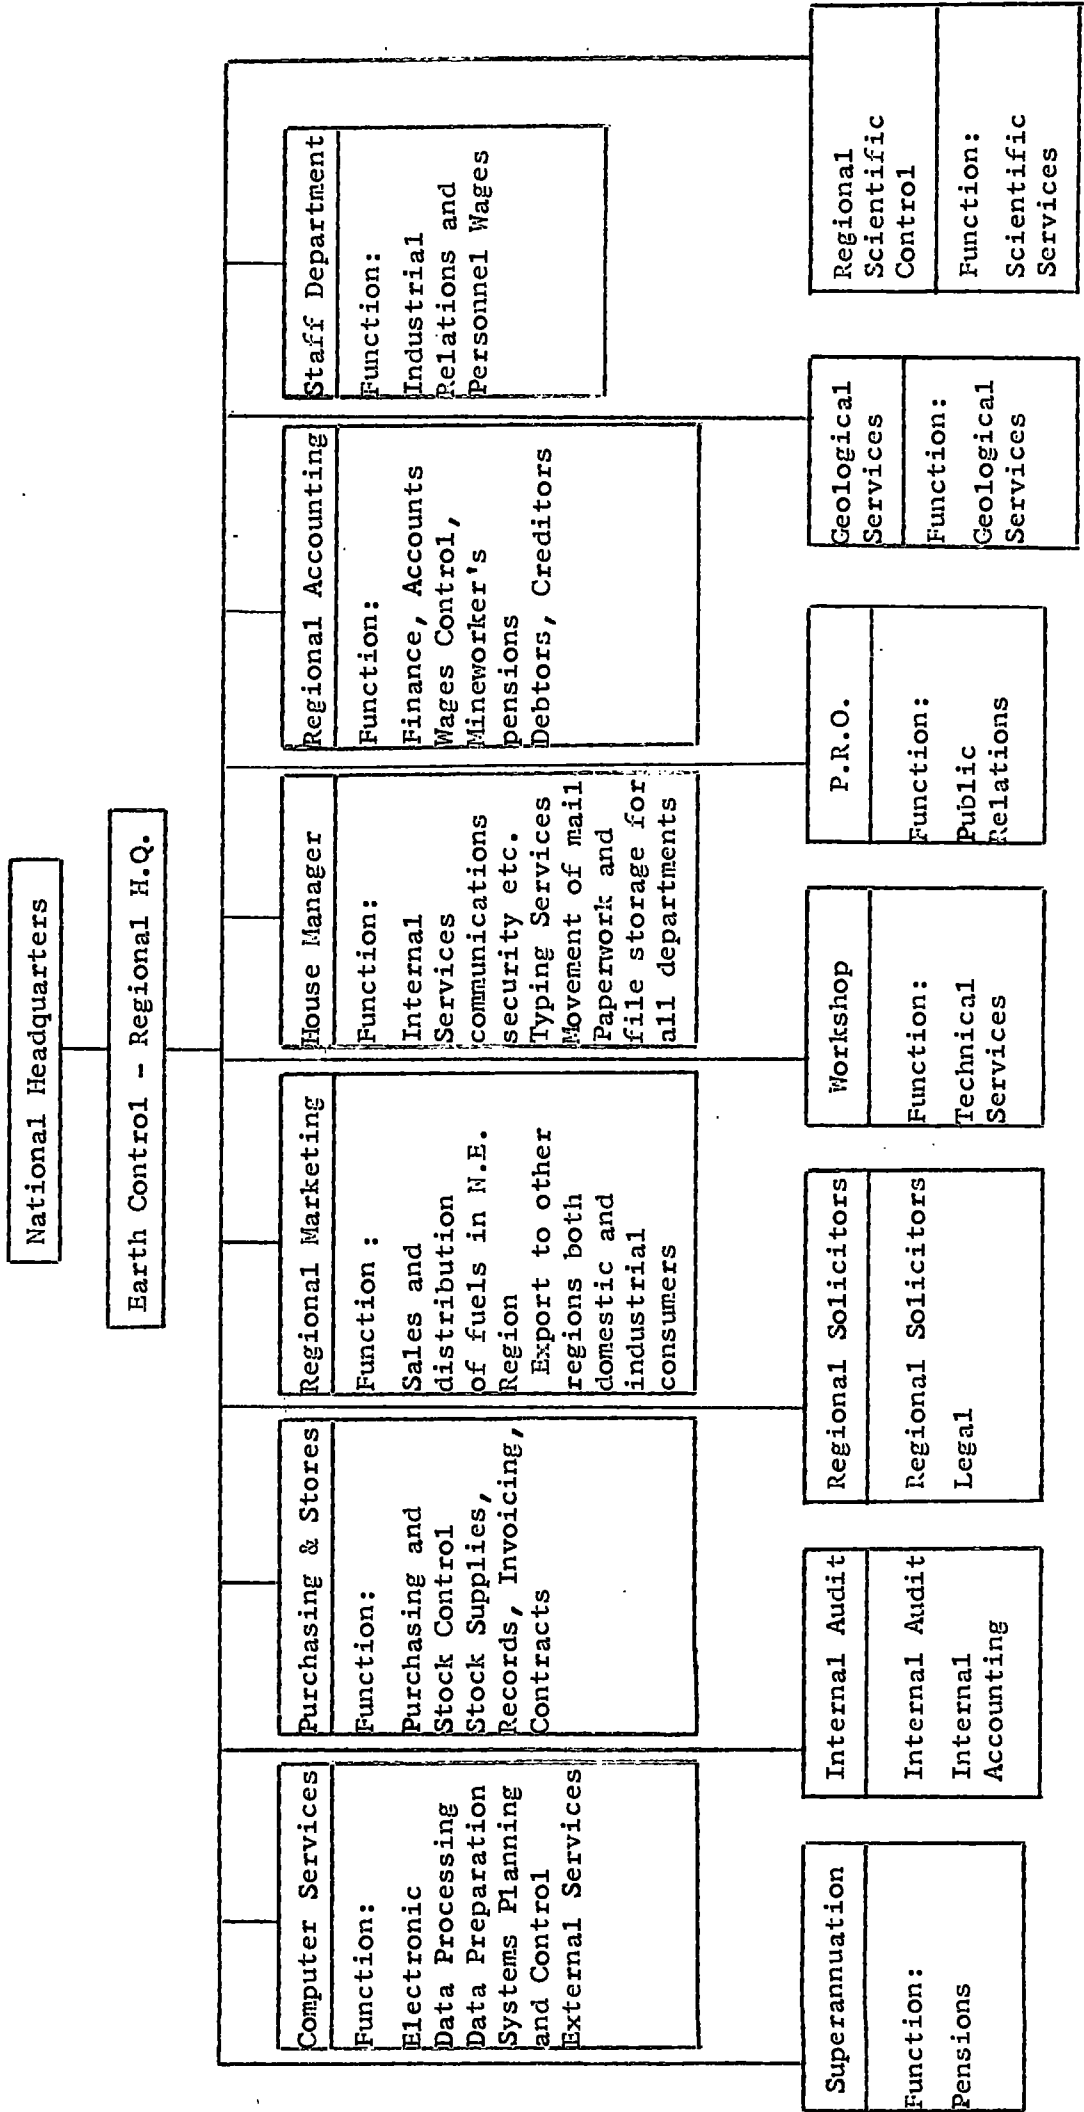 National Headquarters
Earth Control - Regional H.Q.
Computer Services
Function:
Electronic
Data Processing
Data Preparation
Systems Planning
and Control
External Services
Purchasing & Stores
Function:
Purchasing and
Stock Control
Stock Supplies,
Records, Invoicing,
Contracts
Regional Marketing
Function :
Sales and
distribution
of fuels in N.E.
Region
Export to other
regions both
domestic and
industrial
consumers
House Manager
Function:
Internal
Services
communications
security etc.
Typing Services
Movement of mail
Paperwork and
file storage for
all departments
Regional Accounting
Function:
Finance, Accounts
Wages Control,
Mineworker's
pensions
Debtors, Creditors
Staff Department
Function:
Industrial
Relations and
Personnel Wages
Superannuation
Function:
Pensions
Internal Audit
Internal Audit
Internal
Accounting
Regional Solicitors
Regional Solicitors
Legal
Workshop
Function:
Technical
Services
P.R.O.
Function:
Public
Relations
Geological
Services
Function:
Geological
Services
Regional
Scientific
Control
Function:
Scientific
Services